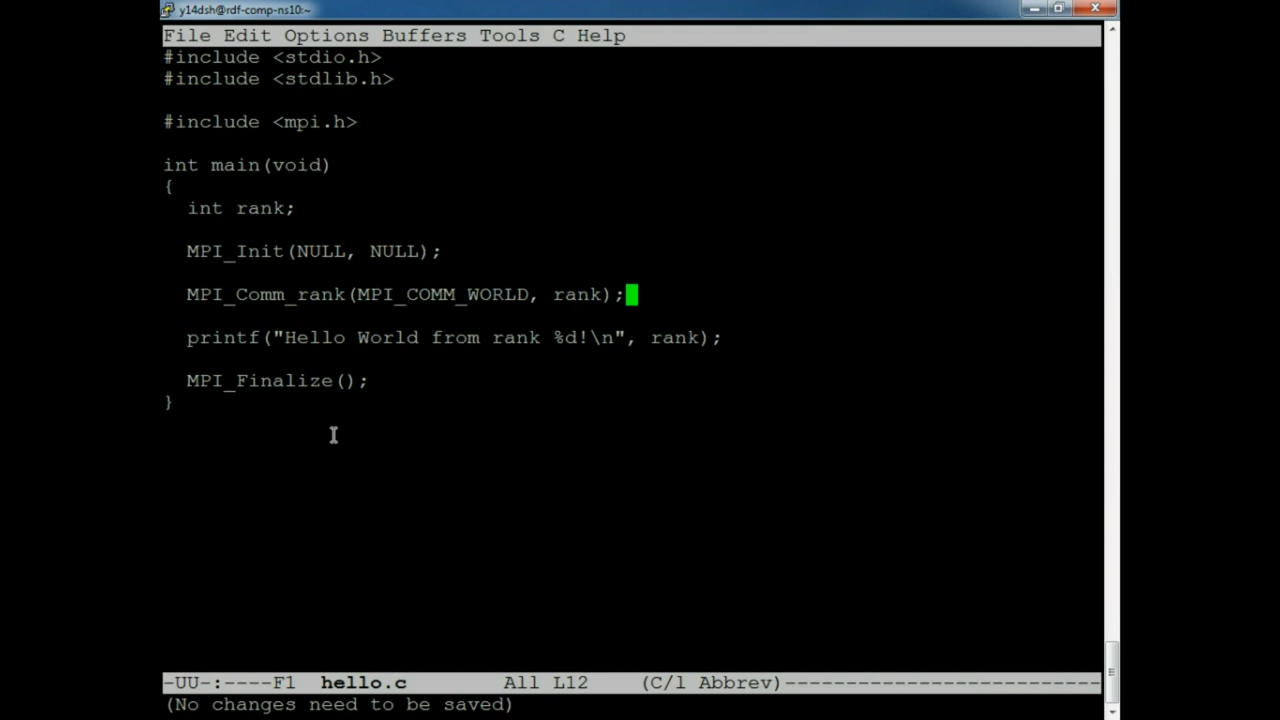 y14dsh@rdf-comp-ns10:~
File Edit Options Buffers Tools C Help
#include <stdio.h>
#include <stdlib.h>
#include <mpi.h>
int main(void)
{
int rank;
MPI_Init(NULL, NULL);
MPI_Comm_rank(MPI_COMM_WORLD, rank);
printf("Hello World from rank %d!\n", rank);
MPI_Finalize();
}
-UU-:----F1  hello.c        All L12    (C/l Abbrev)--------------------------
(No changes need to be saved)